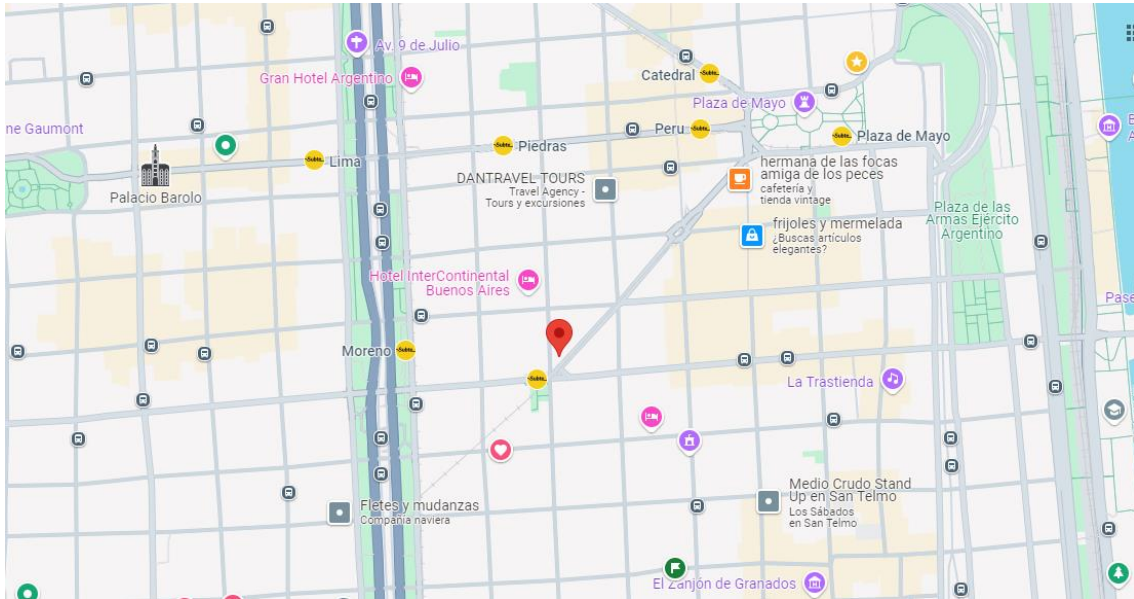 Av. 9 de Julio
Catedral
Gran Hotel Argentino
Plaza de Mayo
ne Gaumont
Peru
Plaza de Mayo
Piedras
Lima
hermana de las focas
amiga de los peces
cafetería y
tienda vintage
DANTRAVEL TOURS
Travel Agency -
Tours y excursiones
Palacio Barolo
Plaza de las
Armas Ejército
Argentino
frijoles y mermelada
¿Buscas artículos
elegantes?
Hotel InterContinental
Buenos Aires
Pase
Moreno
La Trastienda
Medio Crudo Stand
Up en San Telmo
Los Sábados
en San Telmo
Fletes y mudanzas
Compañía naviera
El Zanjón de Granados